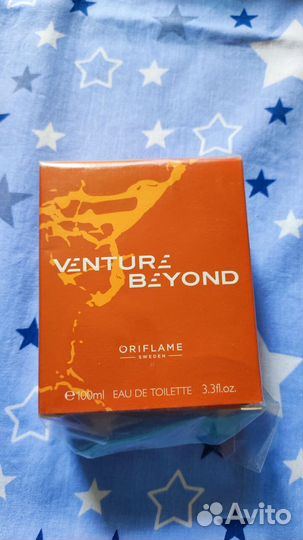 VENTURE
BEYOND
ORIFLAME
SWEDEN
℮100ml EAU DE TOILETTE 3.3fl.oz.
Avito